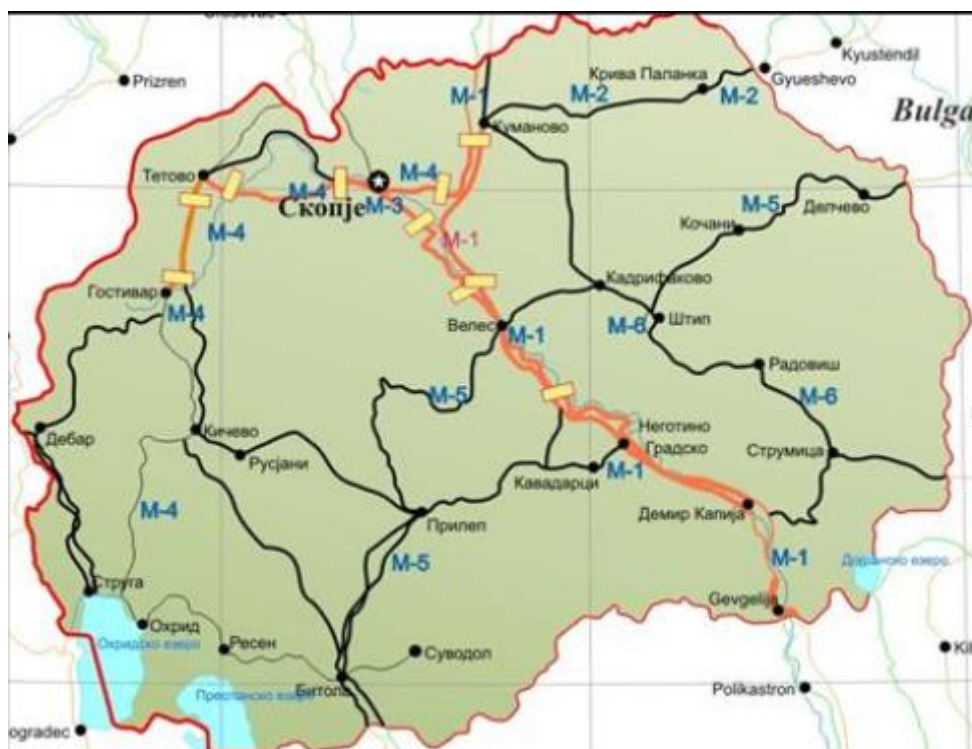 Prizren
Kyustendil
Gyueshevo
Крива Паланка
M-1
M-2
M-2
Куманово
Bulga
Тетово
M-4
M-4
Скопје
M-3
Делчево
M-5
Кочани
M-4
M-1
Кадрифаково
Гостивар
M-4
Велес
M-1
M-6
Штип
Радовиш
M-5
M-6
Дебар
Кичево
Неготино
Градско
Русјани
Струмица
Кавадарци
M-1
M-4
Прилеп
Демир Капија
M-5
M-1
Дојранско езеро
Струга
Gevgelija
Охрид
Охридско езеро
Ресен
Суводол
Битола
Преспанско езеро
Polikastron
ogradec